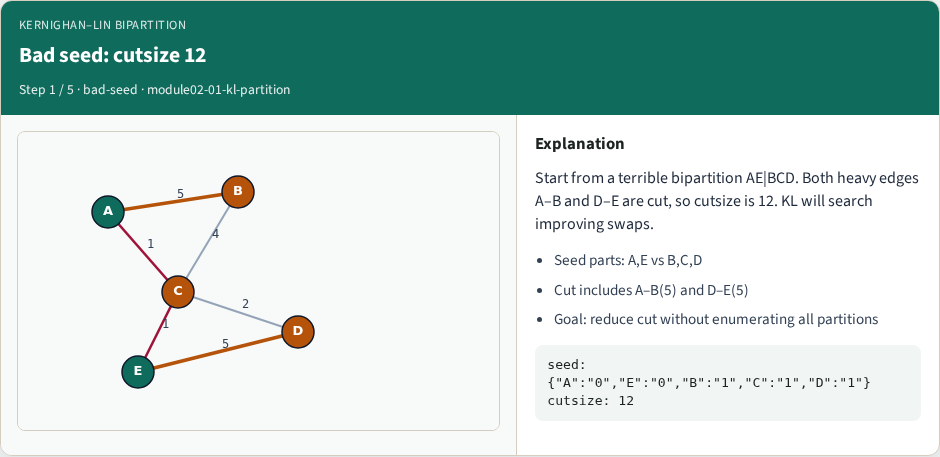 KERNIGHAN–LIN BIPARTITION
Bad seed: cutsize 12
Step 1 / 5 · bad-seed · module02-01-kl-partition
5
B
A
4
1
C
2
1
D
5
E
Explanation
Start from a terrible bipartition AE|BCD. Both heavy edges
A–B and D–E are cut, so cutsize is 12. KL will search
improving swaps.
• Seed parts: A,E vs B,C,D
• Cut includes A–B(5) and D–E(5)
• Goal: reduce cut without enumerating all partitions
seed:
{"A":"0","E":"0","B":"1","C":"1","D":"1"}
cutsize: 12